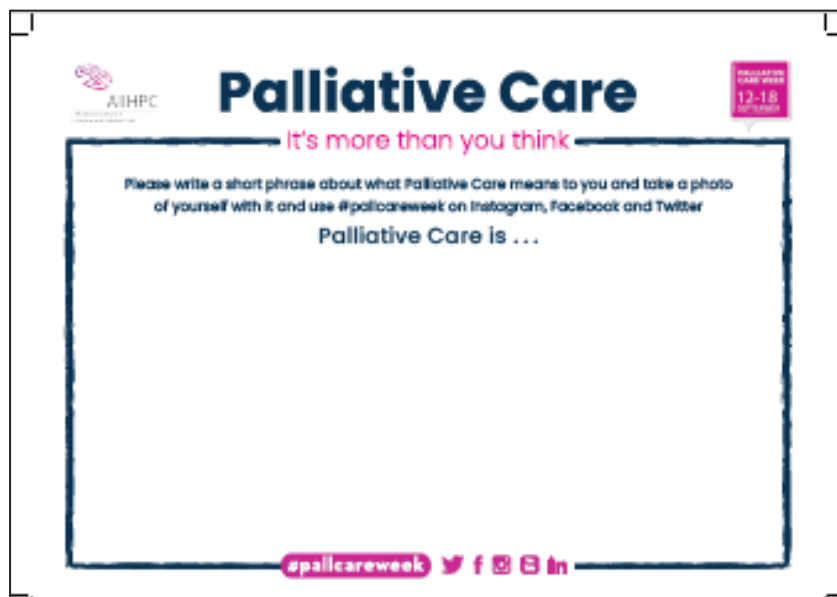 AIIHPC
Palliative Care
PALLIATIVE
CARE WEEK
12-18
SEPTEMBER
It's more than you think
Please write a short phrase about what Palliative Care means to you and take a photo
of yourself with it and use #pallcareweek on Instagram, Facebook and Twitter
Palliative Care is ...
#pallcareweek